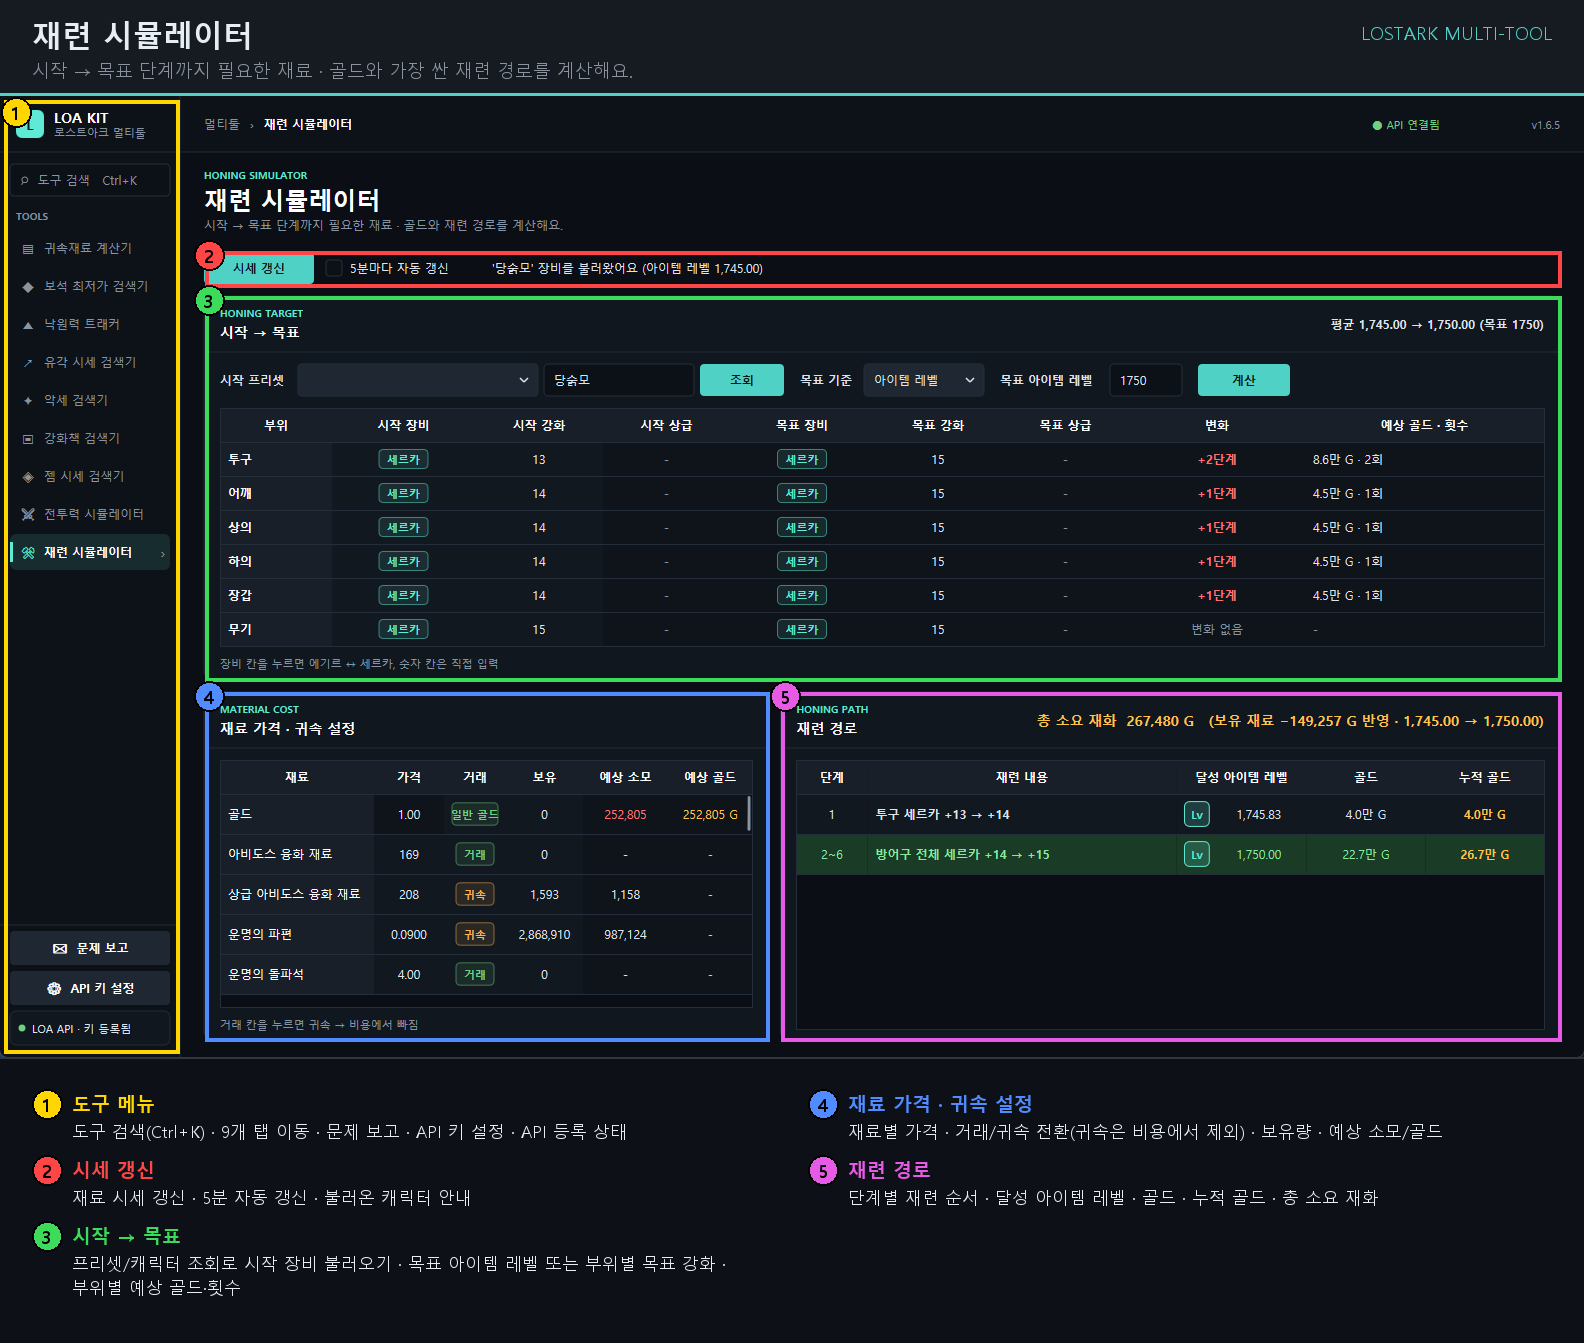 재련 시뮬레이터
LOSTARK MULTI-TOOL
시작 → 목표 단계까지 필요한 재료 · 골드와 가장 싼 재련 경로를 계산해요.
1
L
LOA KIT
로스트아크 멀티툴
도구 검색 Ctrl+K
TOOLS
귀속재료 계산기
보석 최저가 검색기
낙원력 트래커
유각 시세 검색기
악세 검색기
강화책 검색기
젬 시세 검색기
전투력 시뮬레이터
재련 시뮬레이터 ›
문제 보고
API 키 설정
LOA API · 키 등록됨
멀티툴 › 재련 시뮬레이터
API 연결됨
v1.6.5
HONING SIMULATOR
재련 시뮬레이터
시작 → 목표 단계까지 필요한 재료 · 골드와 재련 경로를 계산해요.
2
시세 갱신 5분마다 자동 갱신 '당숡모' 장비를 불러왔어요 (아이템 레벨 1,745.00)
3
HONING TARGET
시작 → 목표
평균 1,745.00 → 1,750.00 (목표 1750)
시작 프리셋 당숡모 조회 목표 기준 아이템 레벨 목표 아이템 레벨 1750 계산
부위 시작 장비 시작 강화 시작 상급 목표 장비 목표 강화 목표 상급 변화 예상 골드 · 횟수
투구 세르카 13 - 세르카 15 - +2단계 8.6만 G · 2회
어깨 세르카 14 - 세르카 15 - +1단계 4.5만 G · 1회
상의 세르카 14 - 세르카 15 - +1단계 4.5만 G · 1회
하의 세르카 14 - 세르카 15 - +1단계 4.5만 G · 1회
장갑 세르카 14 - 세르카 15 - +1단계 4.5만 G · 1회
무기 세르카 15 - 세르카 15 - 변화 없음 -
장비 칸을 누르면 에기르 ↔ 세르카, 숫자 칸은 직접 입력
4
MATERIAL COST
재료 가격 · 귀속 설정
재료 가격 거래 보유 예상 소모 예상 골드
골드 1.00 일반 골드 0 252,805 252,805 G
아비도스 융화 재료 169 거래 0 - -
상급 아비도스 융화 재료 208 귀속 1,593 1,158 -
운명의 파편 0.0900 귀속 2,868,910 987,124 -
운명의 돌파석 4.00 거래 0 - -
거래 칸을 누르면 귀속 → 비용에서 빠짐
5
HONING PATH
재련 경로
총 소요 재화 267,480 G (보유 재료 −149,257 G 반영 · 1,745.00 → 1,750.00)
단계 재련 내용 달성 아이템 레벨 골드 누적 골드
1 투구 세르카 +13 → +14 Lv 1,745.83 4.0만 G 4.0만 G
2~6 방어구 전체 세르카 +14 → +15 Lv 1,750.00 22.7만 G 26.7만 G
1 도구 메뉴
도구 검색(Ctrl+K) · 9개 탭 이동 · 문제 보고 · API 키 설정 · API 등록 상태
2 시세 갱신
재료 시세 갱신 · 5분 자동 갱신 · 불러온 캐릭터 안내
3 시작 → 목표
프리셋/캐릭터 조회로 시작 장비 불러오기 · 목표 아이템 레벨 또는 부위별 목표 강화 ·
부위별 예상 골드·횟수
4 재료 가격 · 귀속 설정
재료별 가격 · 거래/귀속 전환(귀속은 비용에서 제외) · 보유량 · 예상 소모/골드
5 재련 경로
단계별 재련 순서 · 달성 아이템 레벨 · 골드 · 누적 골드 · 총 소요 재화